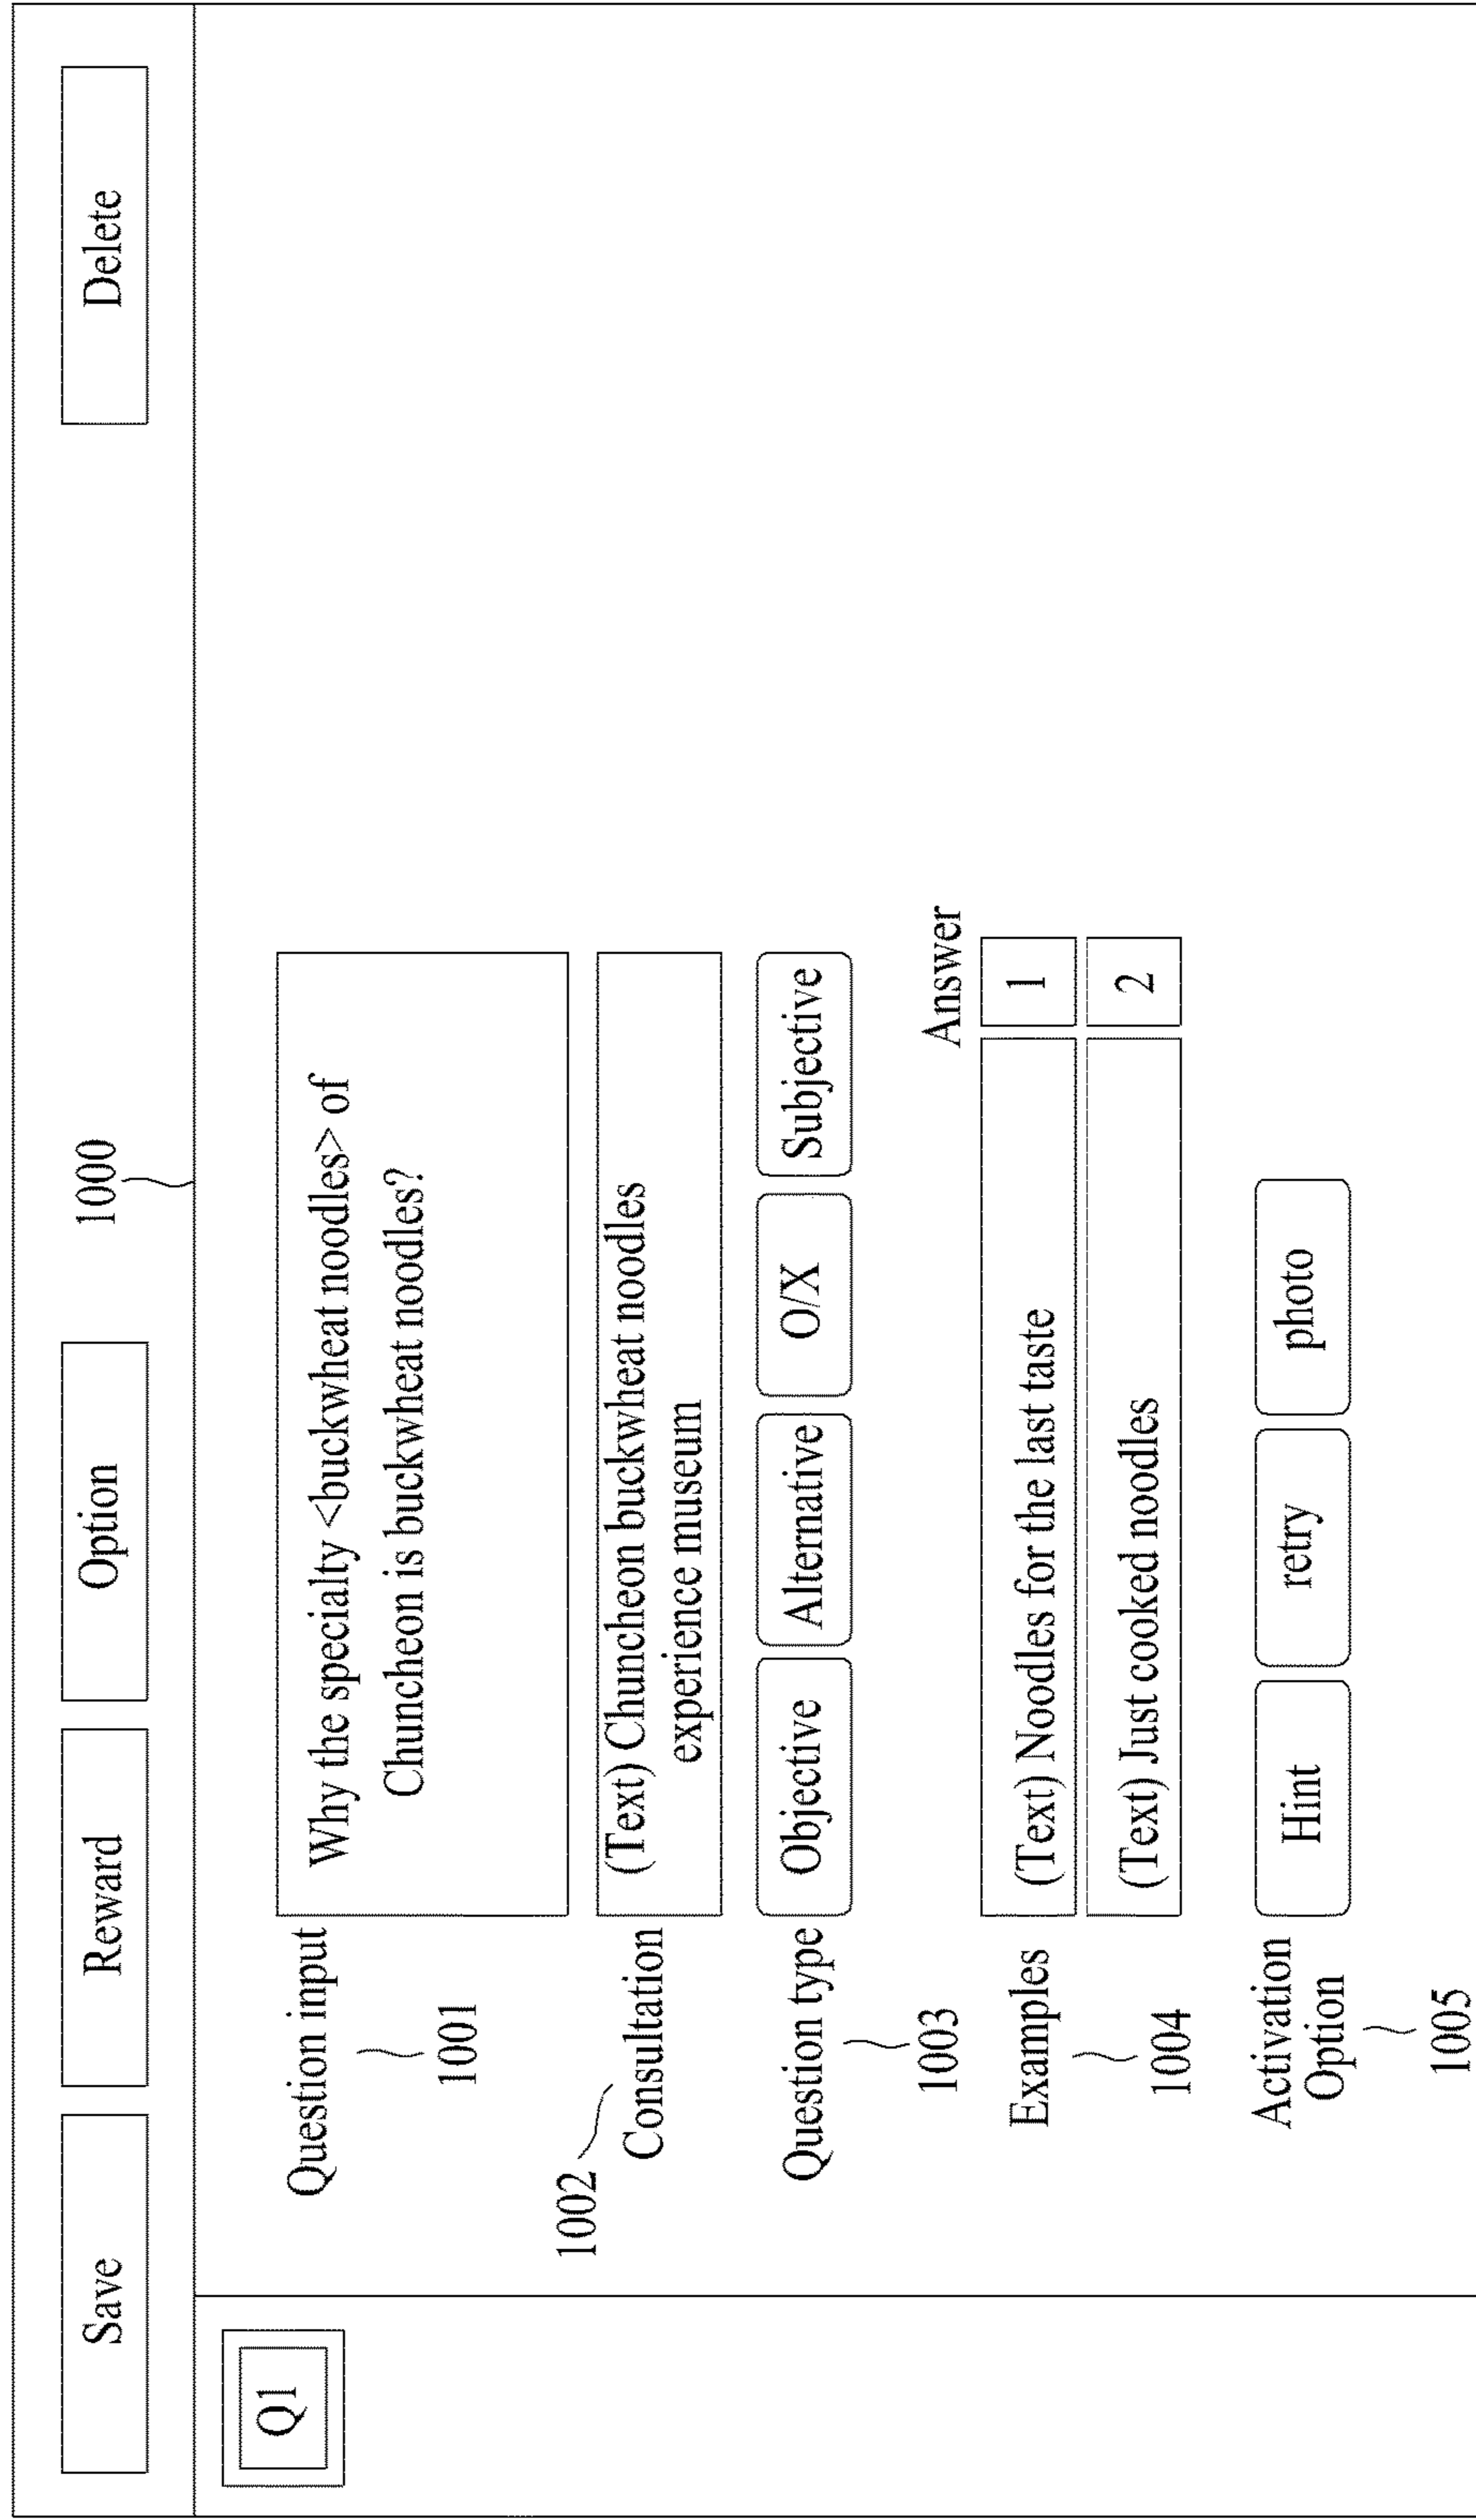 Save
Reward
Option
1000
Delete
Q1
Question input
1001
Why the specialty <buckwheat noodles> of
Chuncheon is buckwheat noodles?
1002
Consultation
(Text) Chuncheon buckwheat noodles
experience museum
Question type
1003
Objective
Alternative
O/X
Subjective
Answer
Examples
1004
(Text) Noodles for the last taste
1
(Text) Just cooked noodles
2
Activation
Option
1005
Hint
retry
photo